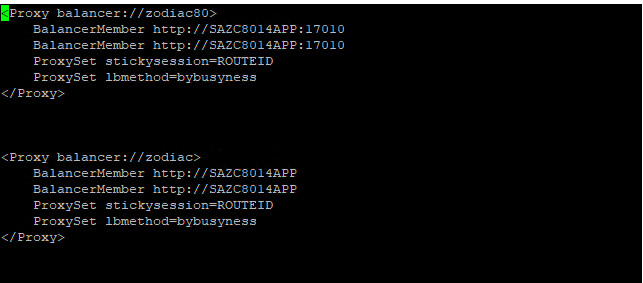 <Proxy balancer://zodiac80>
    BalancerMember http://SAZC8014APP:17010
    BalancerMember http://SAZC8014APP:17010
    ProxySet stickysession=ROUTEID
    ProxySet lbmethod=bybusyness
</Proxy>
<Proxy balancer://zodiac>
    BalancerMember http://SAZC8014APP
    BalancerMember http://SAZC8014APP
    ProxySet stickysession=ROUTEID
    ProxySet lbmethod=bybusyness
</Proxy>